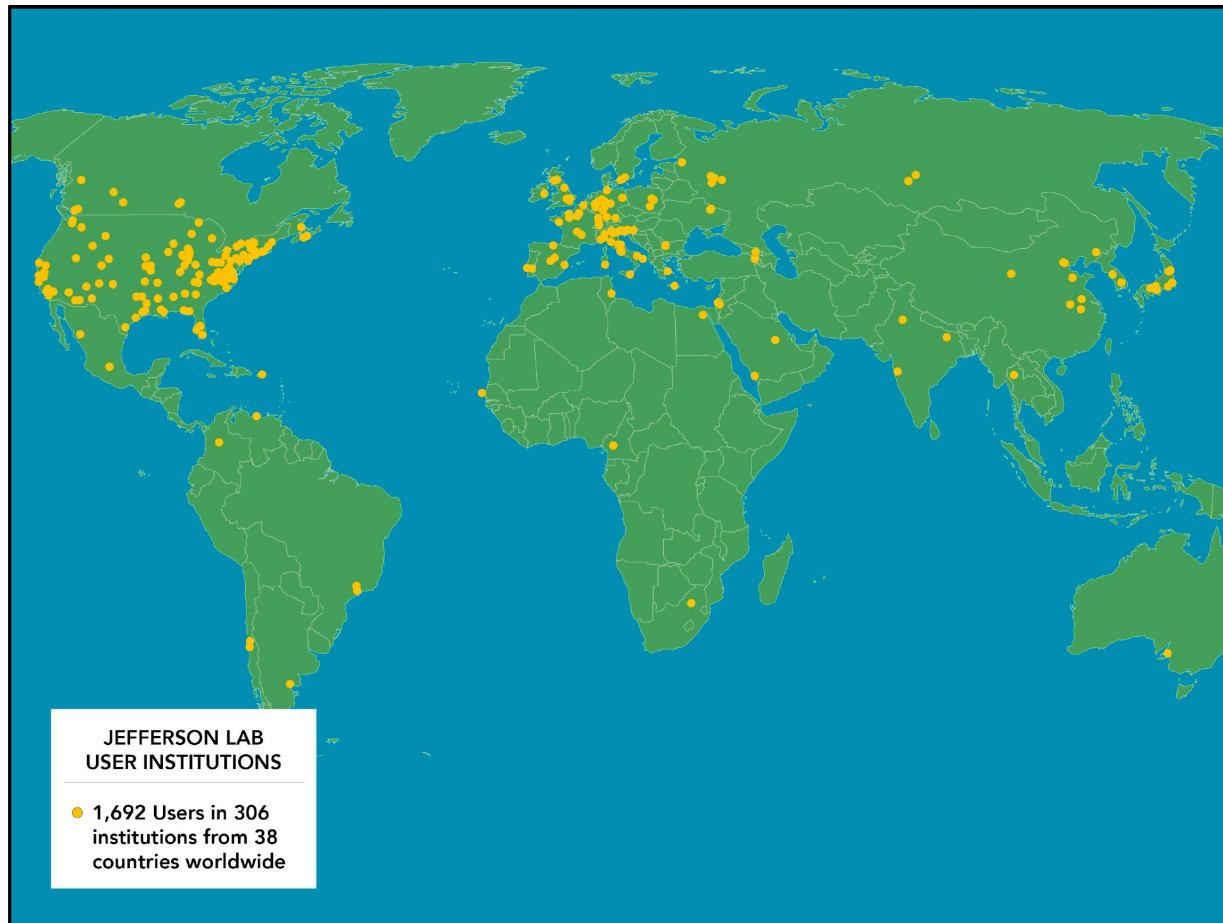 JEFFERSON LAB
USER INSTITUTIONS
1,692 Users in 306
institutions from 38
countries worldwide